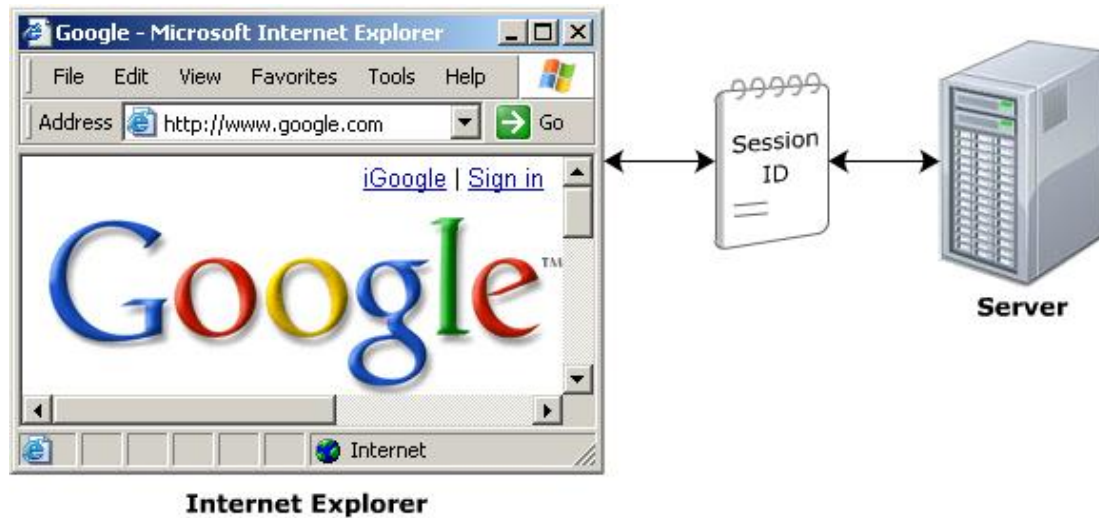 Google - Microsoft Internet Explorer
File Edit View Favorites Tools Help
Address http://www.google.com Go
iGoogle | Sign in
Google™
Internet
Internet Explorer
Session
ID
Server